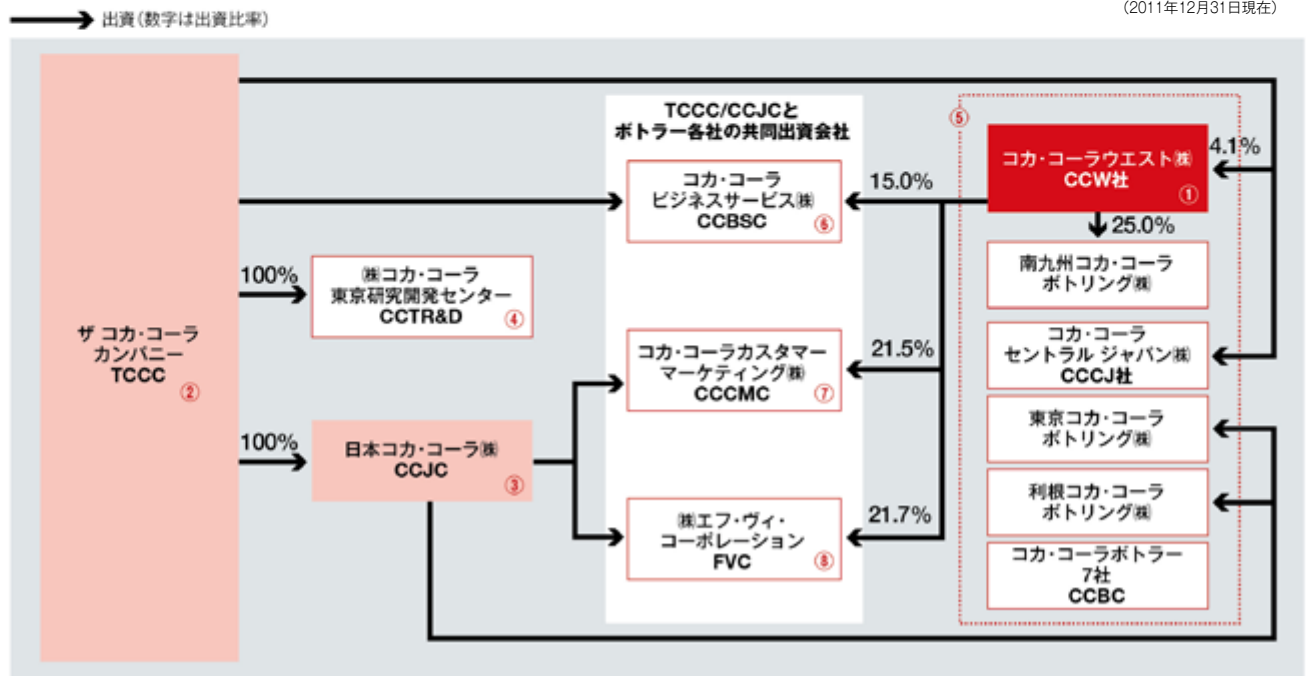 出資(数字は出資比率)
(2011年12月31日現在)
ザ コカ・コーラ
カンパニー
TCCC
②
100%
㈱コカ・コーラ
東京研究開発センター
CCTR&D
④
100%
日本コカ・コーラ㈱
CCJC
③
TCCC/CCJCと
ボトラー各社の共同出資会社
コカ・コーラ
ビジネスサービス㈱
CCBSC
⑥
15.0%
コカ・コーラカスタマー
マーケティング㈱
CCCMC
⑦
21.5%
㈱エフ・ヴィ・
コーポレーション
FVC
⑧
21.7%
⑤
コカ・コーラウエスト㈱
CCW社
①
4.1%
25.0%
南九州コカ・コーラ
ボトリング㈱
コカ・コーラ
セントラル ジャパン㈱
CCCJ社
東京コカ・コーラ
ボトリング㈱
利根コカ・コーラ
ボトリング㈱
コカ・コーラボトラー
7社
CCBC